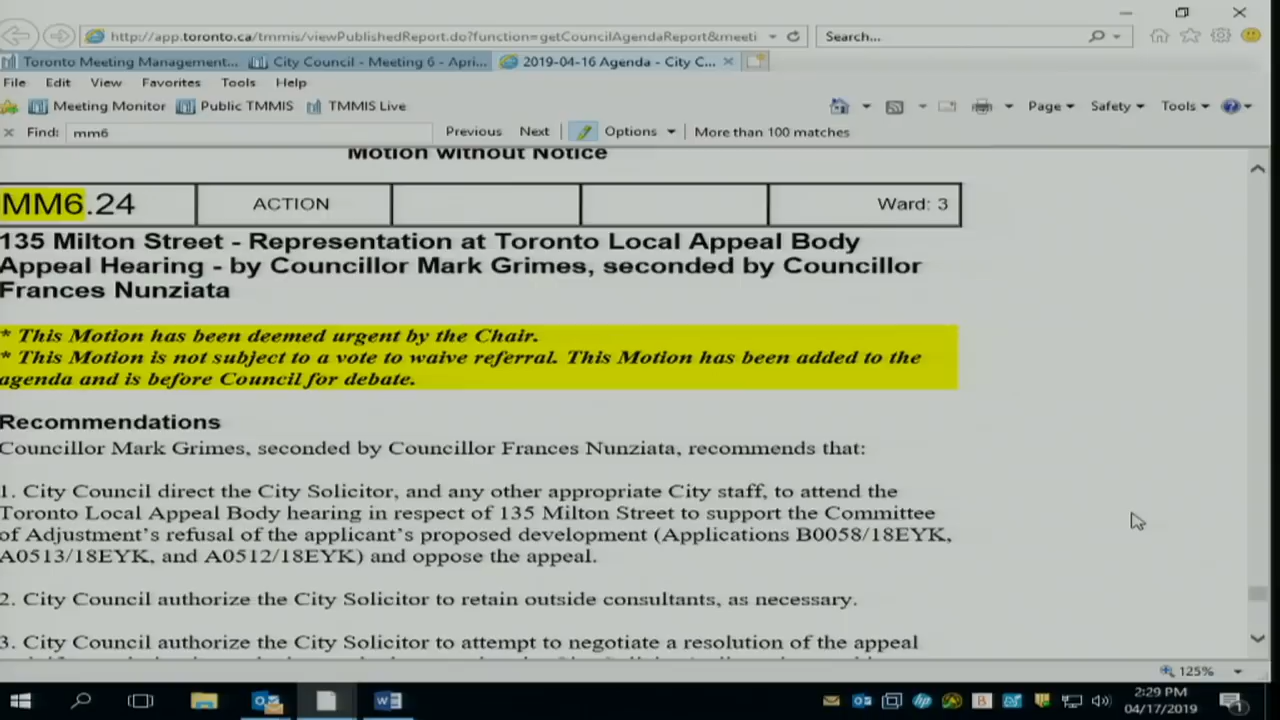 http://app.toronto.ca/tmmis/viewPublishedReport.do?function=getCouncilAgendaReport&meeti
Search...
Toronto Meeting Management...
City Council - Meeting 6 - Apri...
2019-04-16 Agenda - City C...
File Edit View Favorites Tools Help
Meeting Monitor Public TMMIS TMMIS Live
Page Safety Tools
Find: mm6 Previous Next Options More than 100 matches
Motion without Notice
MM6.24 ACTION Ward: 3
135 Milton Street - Representation at Toronto Local Appeal Body
Appeal Hearing - by Councillor Mark Grimes, seconded by Councillor
Frances Nunziata
* This Motion has been deemed urgent by the Chair.
* This Motion is not subject to a vote to waive referral. This Motion has been added to the
agenda and is before Council for debate.
Recommendations
Councillor Mark Grimes, seconded by Councillor Frances Nunziata, recommends that:
1. City Council direct the City Solicitor, and any other appropriate City staff, to attend the
Toronto Local Appeal Body hearing in respect of 135 Milton Street to support the Committee
of Adjustment's refusal of the applicant's proposed development (Applications B0058/18EYK,
A0513/18EYK, and A0512/18EYK) and oppose the appeal.
2. City Council authorize the City Solicitor to retain outside consultants, as necessary.
3. City Council authorize the City Solicitor to attempt to negotiate a resolution of the appeal
125%
2:29 PM
04/17/2019